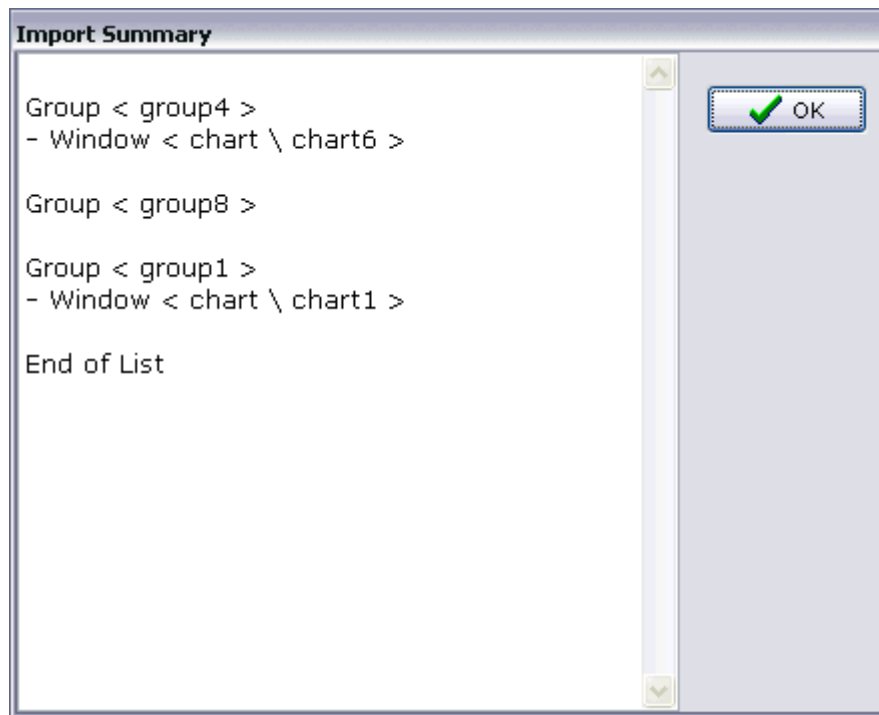 Import Summary
Group < group4 >
- Window < chart \ chart6 >
Group < group8 >
Group < group1 >
- Window < chart \ chart1 >
End of List
OK